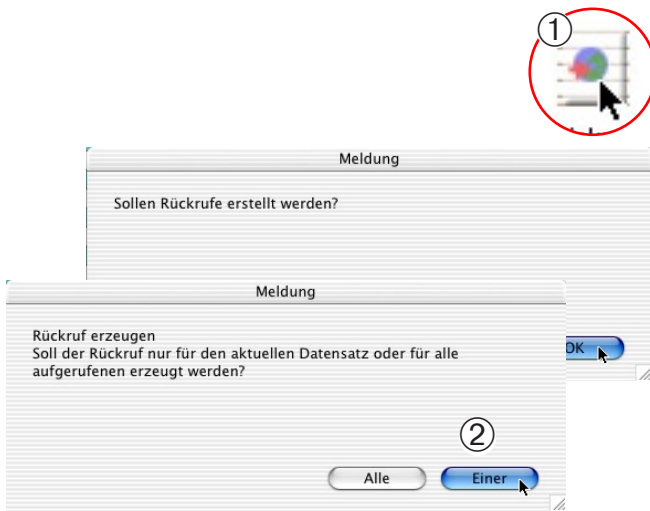 ①
Meldung
Sollen Rückrufe erstellt werden?
OK
Meldung
Rückruf erzeugen
Soll der Rückruf nur für den aktuellen Datensatz oder für alle
aufgerufenen erzeugt werden?
②
Alle Einer